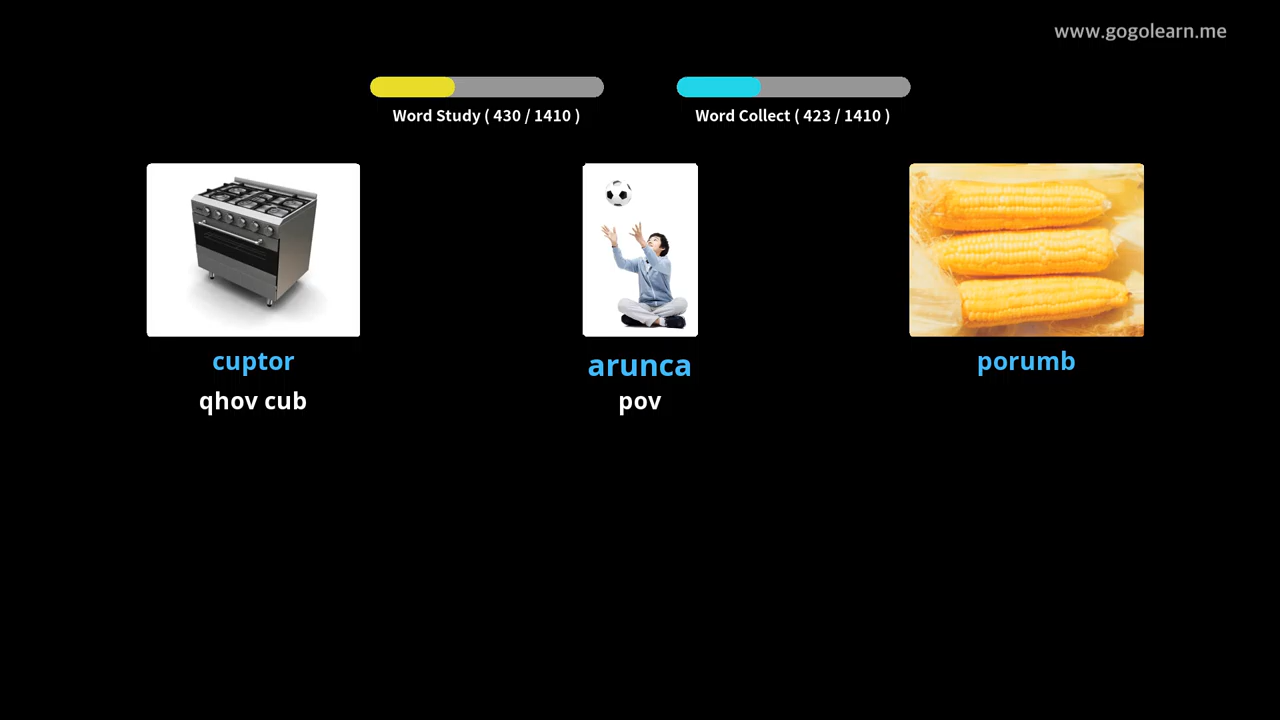 www.gogolearn.me
Word Study ( 430 / 1410 )
Word Collect ( 423 / 1410 )
cuptor
qhov cub
arunca
pov
porumb